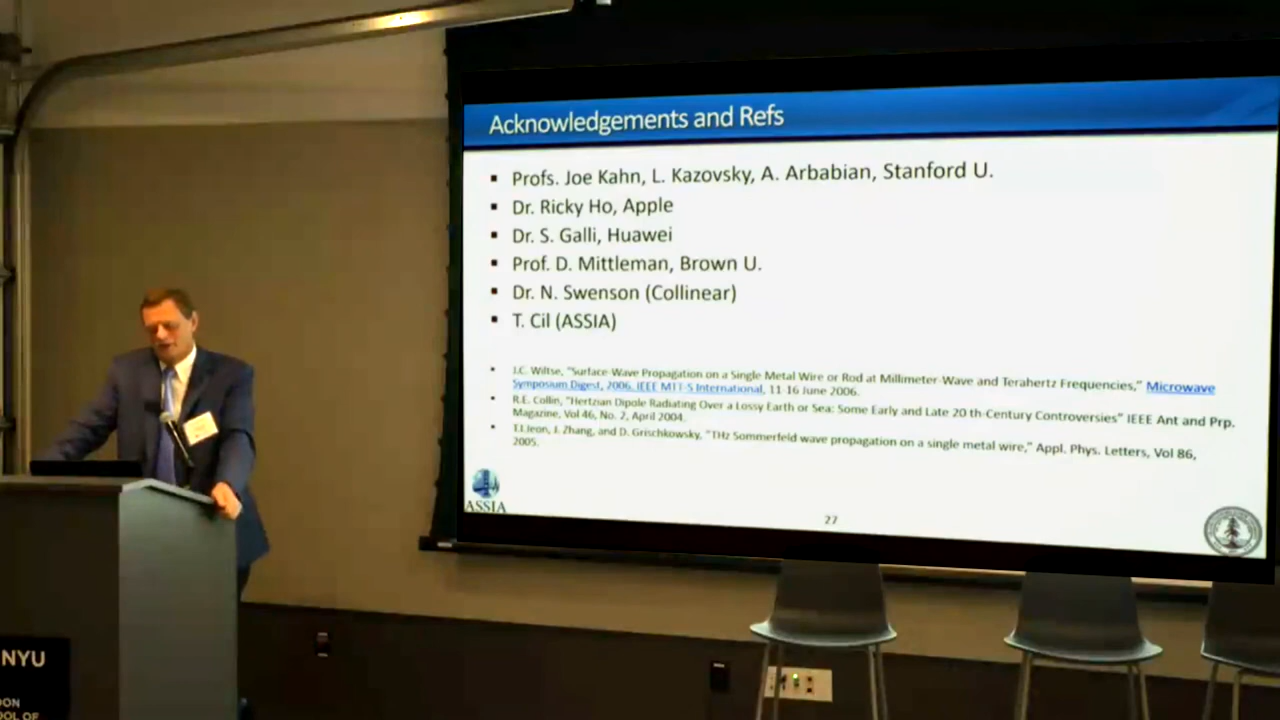 Acknowledgements and Refs
▪ Profs. Joe Kahn, L. Kazovsky, A. Arbabian, Stanford U.
▪ Dr. Ricky Ho, Apple
▪ Dr. S. Galli, Huawei
▪ Prof. D. Mittleman, Brown U.
▪ Dr. N. Swenson (Collinear)
▪ T. Cil (ASSIA)
• J.C. Wiltse, "Surface-Wave Propagation on a Single Metal Wire or Rod at Millimeter-Wave and Terahertz Frequencies," Microwave
Symposium Digest, 2006. IEEE MTT-S International, 11-16 June 2006.
• R.E. Collin, "Hertzian Dipole Radiating Over a Lossy Earth or Sea: Some Early and Late 20 th-Century Controversies" IEEE Ant and Prp.
Magazine, Vol 46, No. 2, April 2004.
• T.I.Jeon, J. Zhang, and D. Grischkowsky, "THz Sommerfeld wave propagation on a single metal wire," Appl. Phys. Letters, Vol 86,
2005.
ASSIA
27
NYU
DON
OOL OF